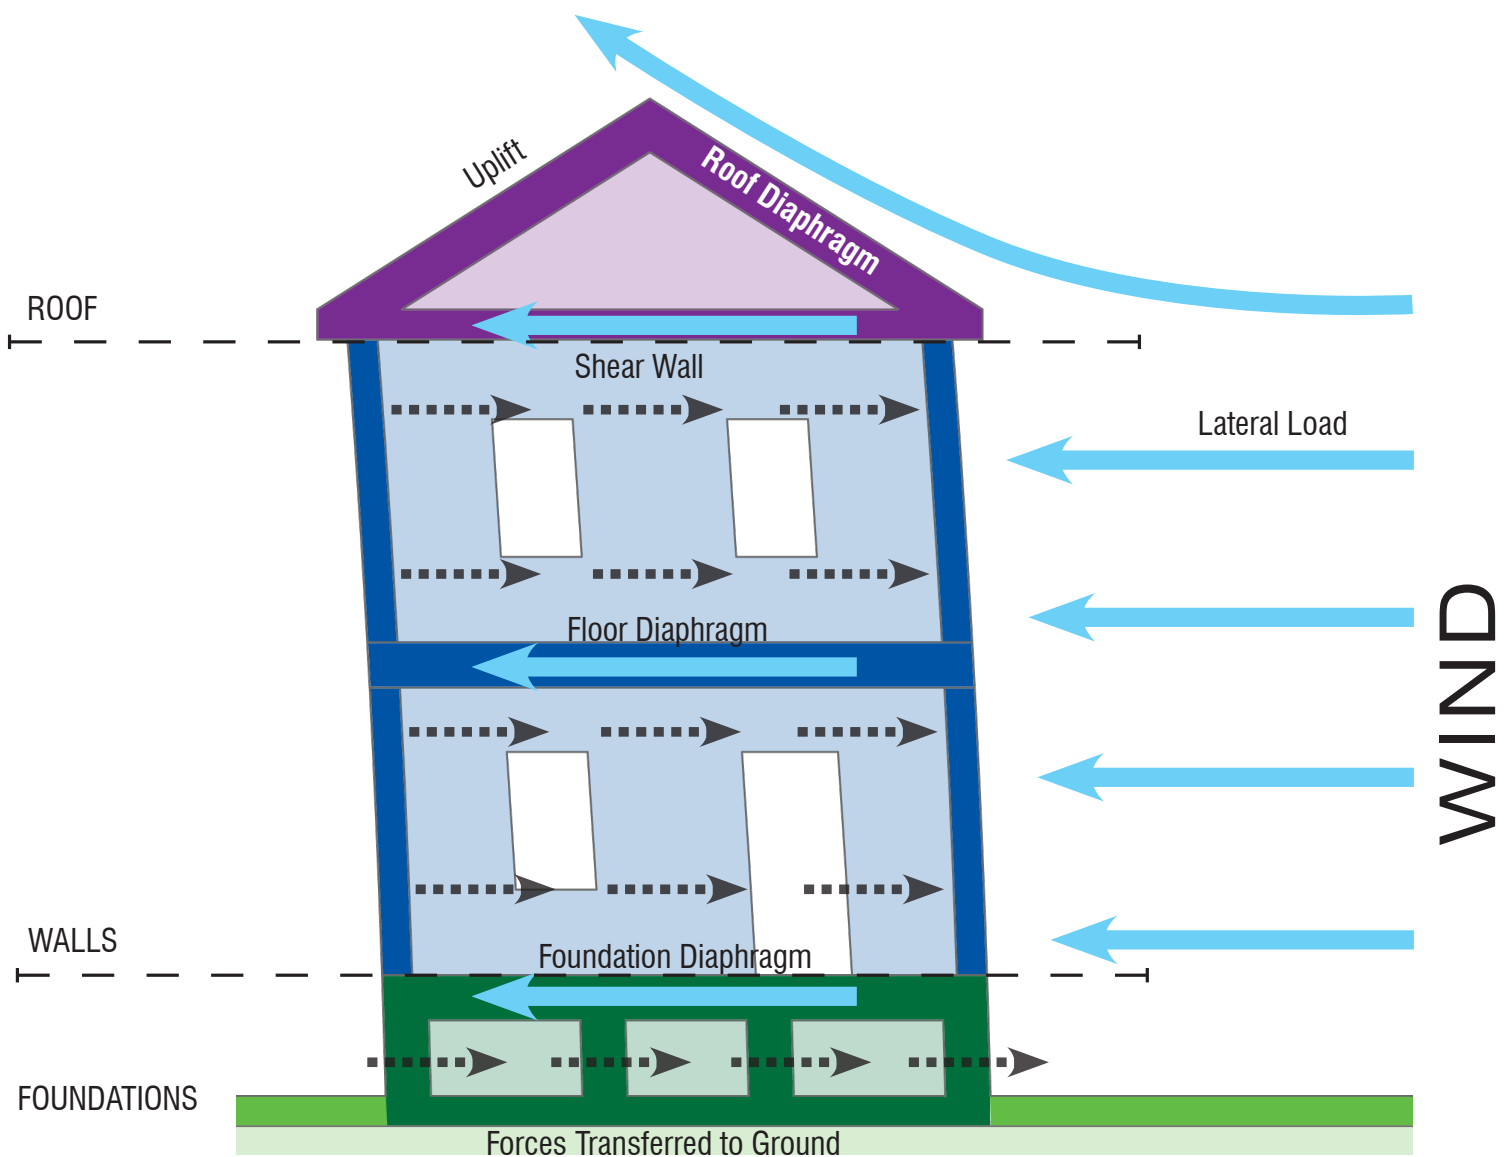 Uplift
Roof Diaphragm
ROOF
Shear Wall
Lateral Load
Floor Diaphragm
WIND
WALLS
Foundation Diaphragm
FOUNDATIONS
Forces Transferred to Ground